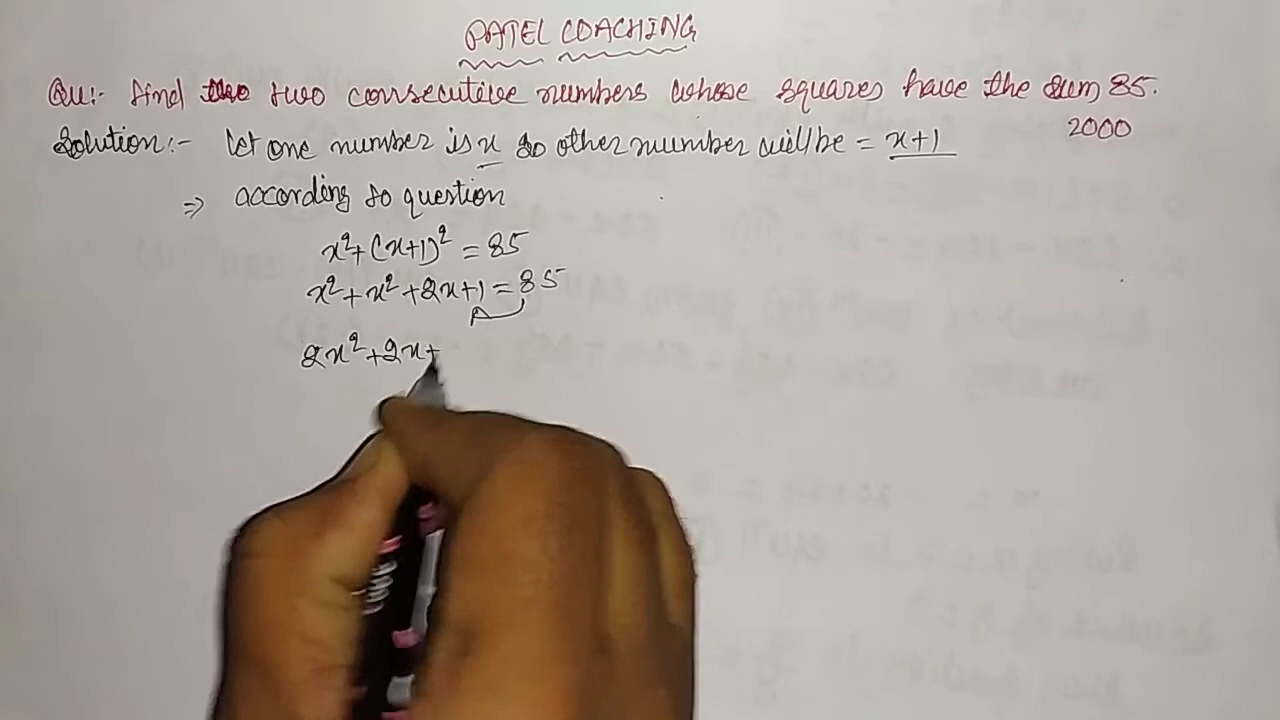 PATEL COACHING
Qu:- find two consecutive numbers whose squares have the sum 85.
2000
Solution:- let one number is x so other number will be = x+1
⇒ according to question
x²+(x+1)² = 85
x²+x²+2x+1 = 85
2x²+2x+